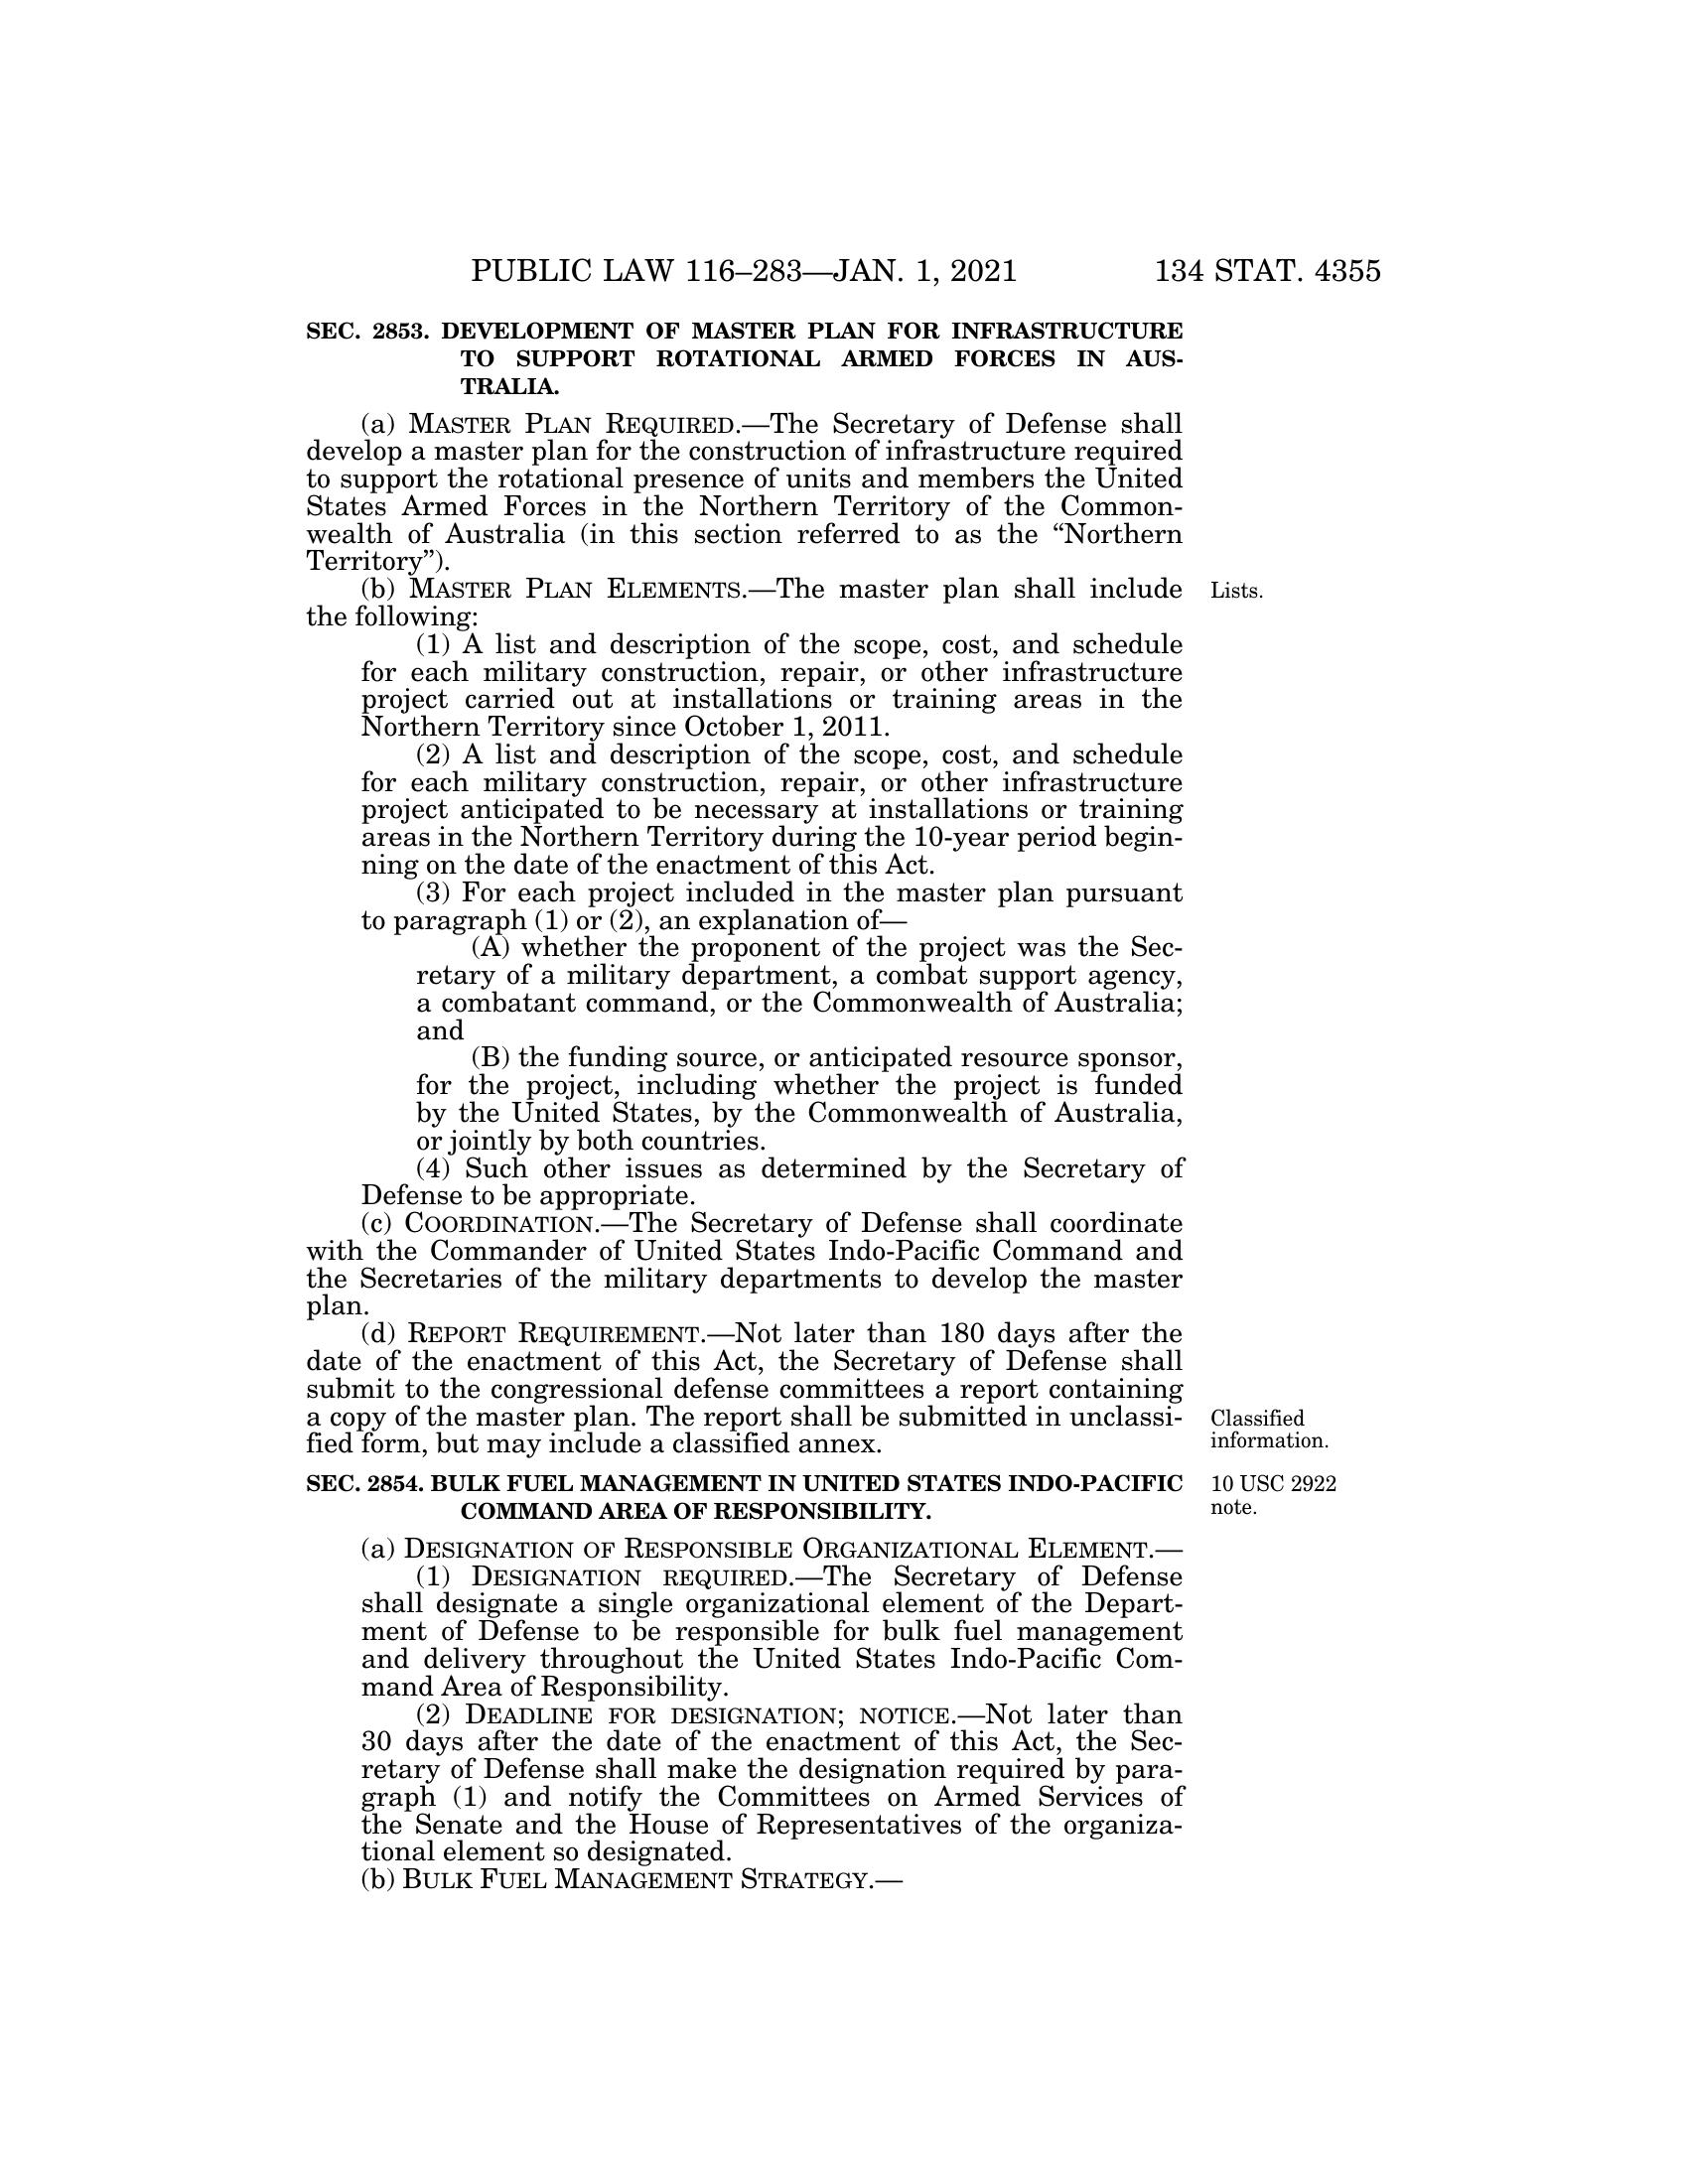 PUBLIC LAW 116–283—JAN. 1, 2021 134 STAT. 4355
SEC. 2853. DEVELOPMENT OF MASTER PLAN FOR INFRASTRUCTURE
TO SUPPORT ROTATIONAL ARMED FORCES IN AUS-
TRALIA.
(a) MASTER PLAN REQUIRED.—The Secretary of Defense shall
develop a master plan for the construction of infrastructure required
to support the rotational presence of units and members the United
States Armed Forces in the Northern Territory of the Common-
wealth of Australia (in this section referred to as the “Northern
Territory”).
(b) MASTER PLAN ELEMENTS.—The master plan shall include
Lists.
the following:
(1) A list and description of the scope, cost, and schedule
for each military construction, repair, or other infrastructure
project carried out at installations or training areas in the
Northern Territory since October 1, 2011.
(2) A list and description of the scope, cost, and schedule
for each military construction, repair, or other infrastructure
project anticipated to be necessary at installations or training
areas in the Northern Territory during the 10-year period begin-
ning on the date of the enactment of this Act.
(3) For each project included in the master plan pursuant
to paragraph (1) or (2), an explanation of—
(A) whether the proponent of the project was the Sec-
retary of a military department, a combat support agency,
a combatant command, or the Commonwealth of Australia;
and
(B) the funding source, or anticipated resource sponsor,
for the project, including whether the project is funded
by the United States, by the Commonwealth of Australia,
or jointly by both countries.
(4) Such other issues as determined by the Secretary of
Defense to be appropriate.
(c) COORDINATION.—The Secretary of Defense shall coordinate
with the Commander of United States Indo-Pacific Command and
the Secretaries of the military departments to develop the master
plan.
(d) REPORT REQUIREMENT.—Not later than 180 days after the
date of the enactment of this Act, the Secretary of Defense shall
submit to the congressional defense committees a report containing
a copy of the master plan. The report shall be submitted in unclassi-
fied form, but may include a classified annex.
Classified
information.
SEC. 2854. BULK FUEL MANAGEMENT IN UNITED STATES INDO-PACIFIC
COMMAND AREA OF RESPONSIBILITY.
10 USC 2922
note.
(a) DESIGNATION OF RESPONSIBLE ORGANIZATIONAL ELEMENT.—
(1) DESIGNATION REQUIRED.—The Secretary of Defense
shall designate a single organizational element of the Depart-
ment of Defense to be responsible for bulk fuel management
and delivery throughout the United States Indo-Pacific Com-
mand Area of Responsibility.
(2) DEADLINE FOR DESIGNATION; NOTICE.—Not later than
30 days after the date of the enactment of this Act, the Sec-
retary of Defense shall make the designation required by para-
graph (1) and notify the Committees on Armed Services of
the Senate and the House of Representatives of the organiza-
tional element so designated.
(b) BULK FUEL MANAGEMENT STRATEGY.—